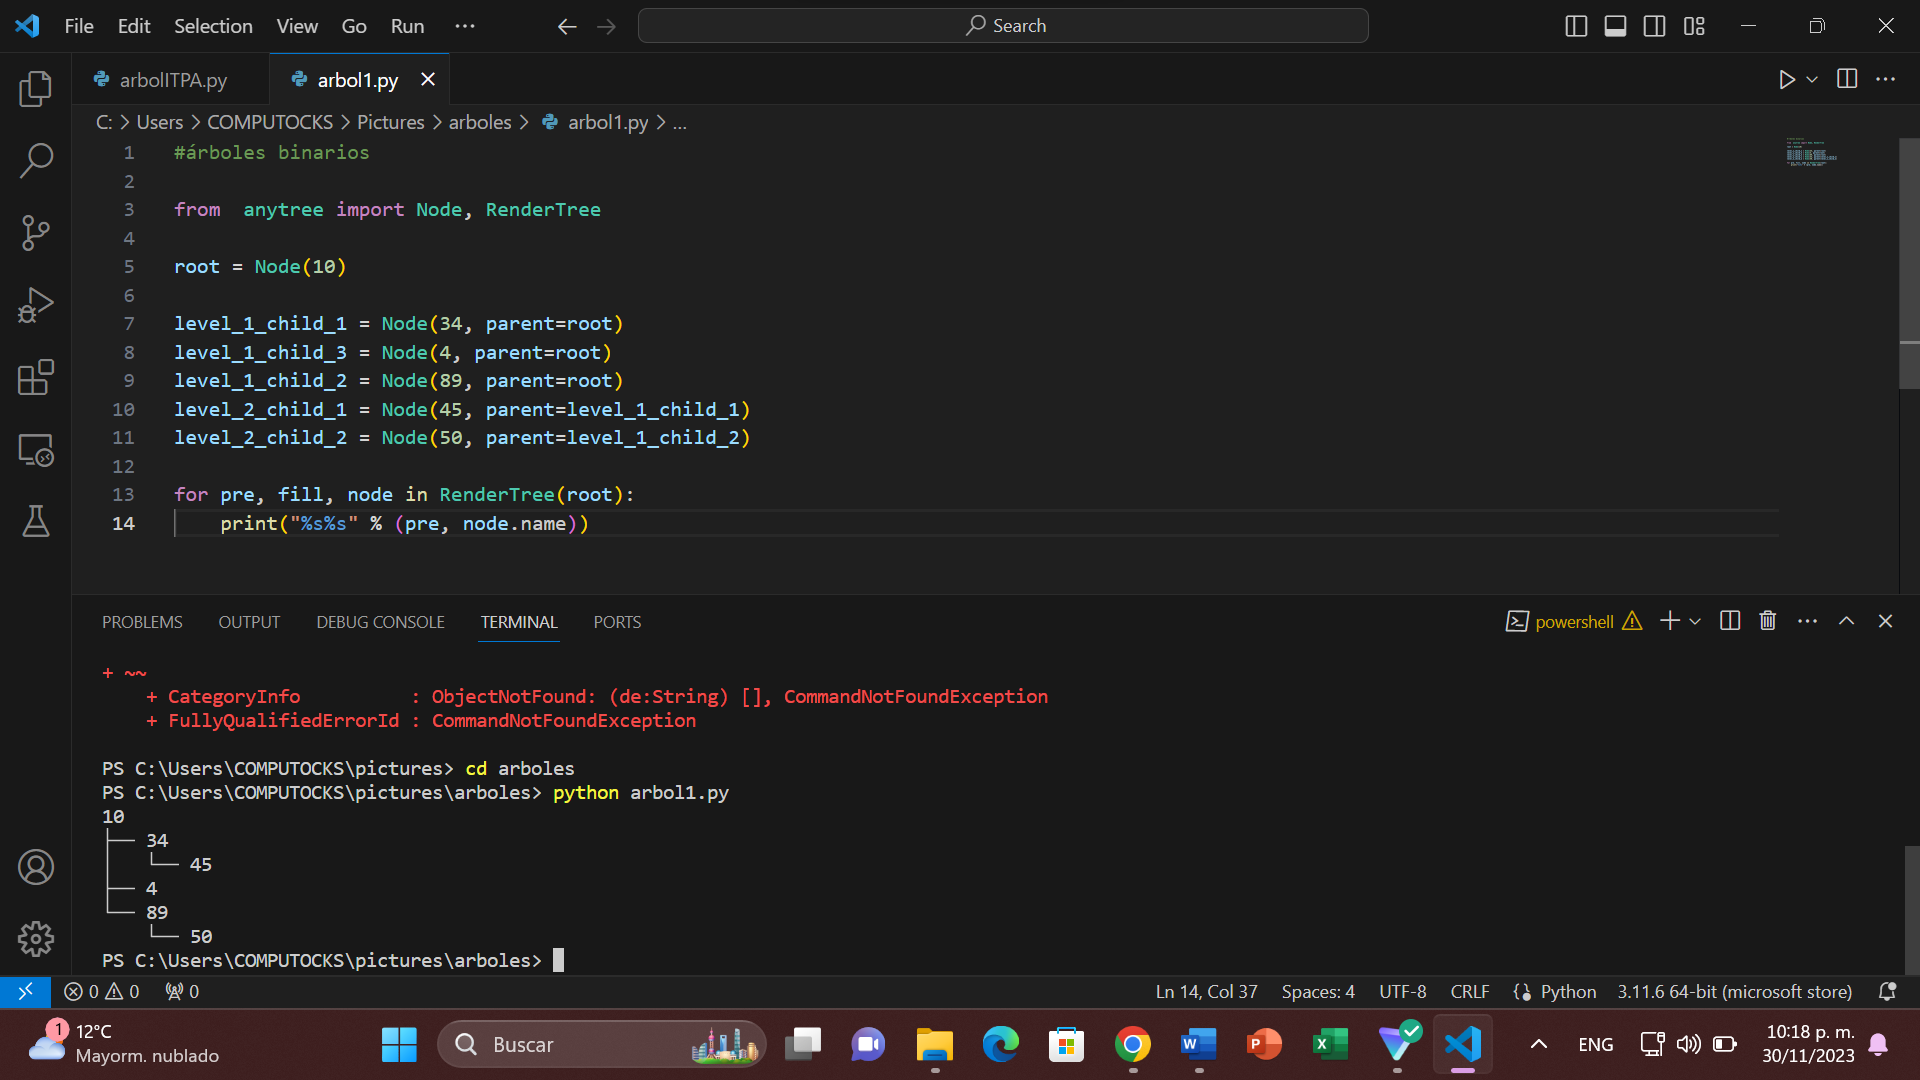 File Edit Selection View Go Run ···
Search
arbolITPA.py
arbol1.py
C: > Users > COMPUTOCKS > Pictures > arboles > arbol1.py > ...
1 #árboles binarios
2
3 from  anytree import Node, RenderTree
4
5 root = Node(10)
6
7 level_1_child_1 = Node(34, parent=root)
8 level_1_child_3 = Node(4, parent=root)
9 level_1_child_2 = Node(89, parent=root)
10 level_2_child_1 = Node(45, parent=level_1_child_1)
11 level_2_child_2 = Node(50, parent=level_1_child_2)
12
13 for pre, fill, node in RenderTree(root):
14     print("%s%s" % (pre, node.name))
PROBLEMS OUTPUT DEBUG CONSOLE TERMINAL PORTS
powershell
+ ~~
    + CategoryInfo          : ObjectNotFound: (de:String) [], CommandNotFoundException
    + FullyQualifiedErrorId : CommandNotFoundException
PS C:\Users\COMPUTOCKS\pictures> cd arboles
PS C:\Users\COMPUTOCKS\pictures\arboles> python arbol1.py
10
├── 34
│   └── 45
├── 4
└── 89
    └── 50
PS C:\Users\COMPUTOCKS\pictures\arboles>
0 0 0
Ln 14, Col 37 Spaces: 4 UTF-8 CRLF Python 3.11.6 64-bit (microsoft store)
1
12°C
Mayorm. nublado
Buscar
W P X
ENG
10:18 p. m.
30/11/2023